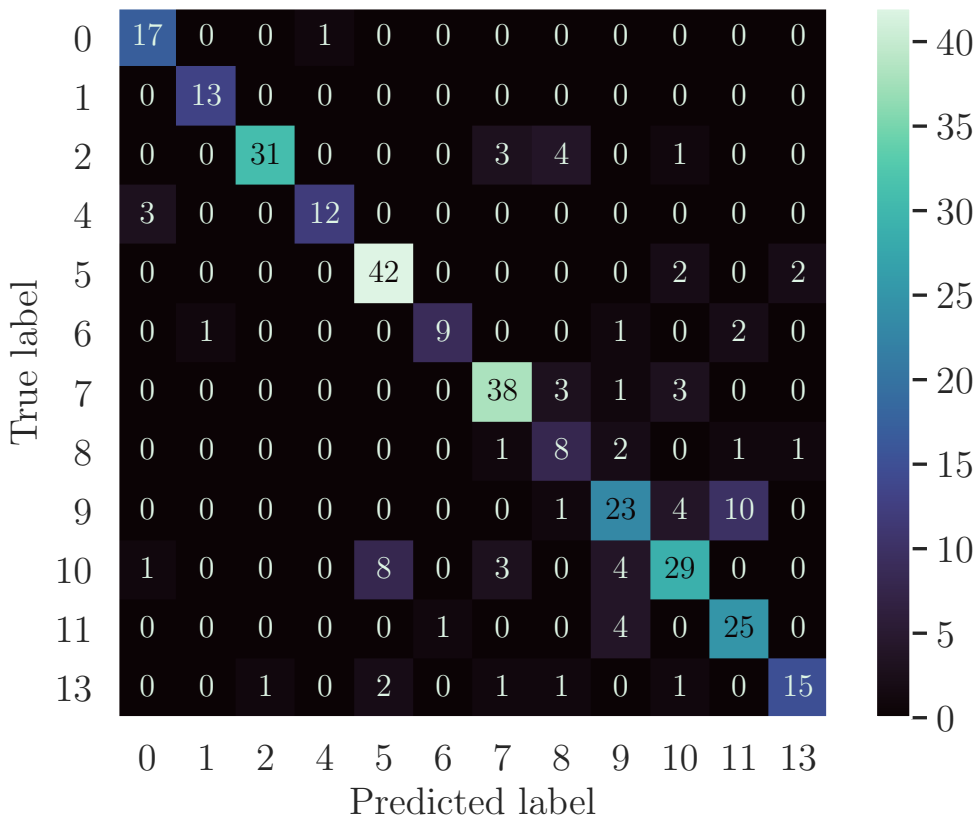 0 17 0 0 1 0 0 0 0 0 0 0 0
1 0 13 0 0 0 0 0 0 0 0 0 0
2 0 0 31 0 0 0 3 4 0 1 0 0
4 3 0 0 12 0 0 0 0 0 0 0 0
5 0 0 0 0 42 0 0 0 0 2 0 2
6 0 1 0 0 0 9 0 0 1 0 2 0
7 0 0 0 0 0 0 38 3 1 3 0 0
8 0 0 0 0 0 0 1 8 2 0 1 1
9 0 0 0 0 0 0 0 1 23 4 10 0
10 1 0 0 0 8 0 3 0 4 29 0 0
11 0 0 0 0 0 1 0 0 4 0 25 0
13 0 0 1 0 2 0 1 1 0 1 0 15
0 1 2 4 5 6 7 8 9 10 11 13
Predicted label
True label
40
35
30
25
20
15
10
5
0